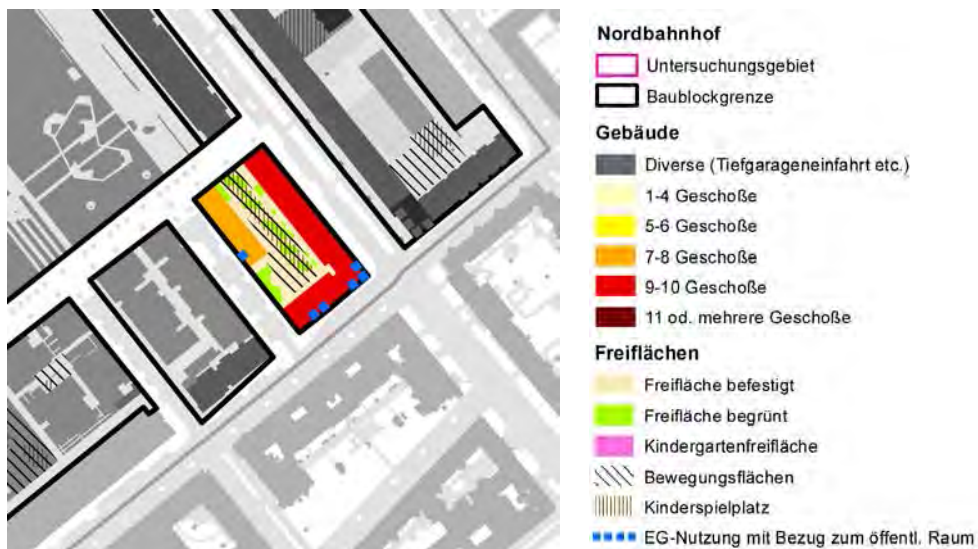 Nordbahnhof
Untersuchungsgebiet
Baublockgrenze
Gebäude
Diverse (Tiefgarageneinfahrt etc.)
1-4 Geschoße
5-6 Geschoße
7-8 Geschoße
9-10 Geschoße
11 od. mehrere Geschoße
Freiflächen
Freifläche befestigt
Freifläche begrünt
Kindergartenfreifläche
Bewegungsflächen
Kinderspielplatz
EG-Nutzung mit Bezug zum öffentl. Raum